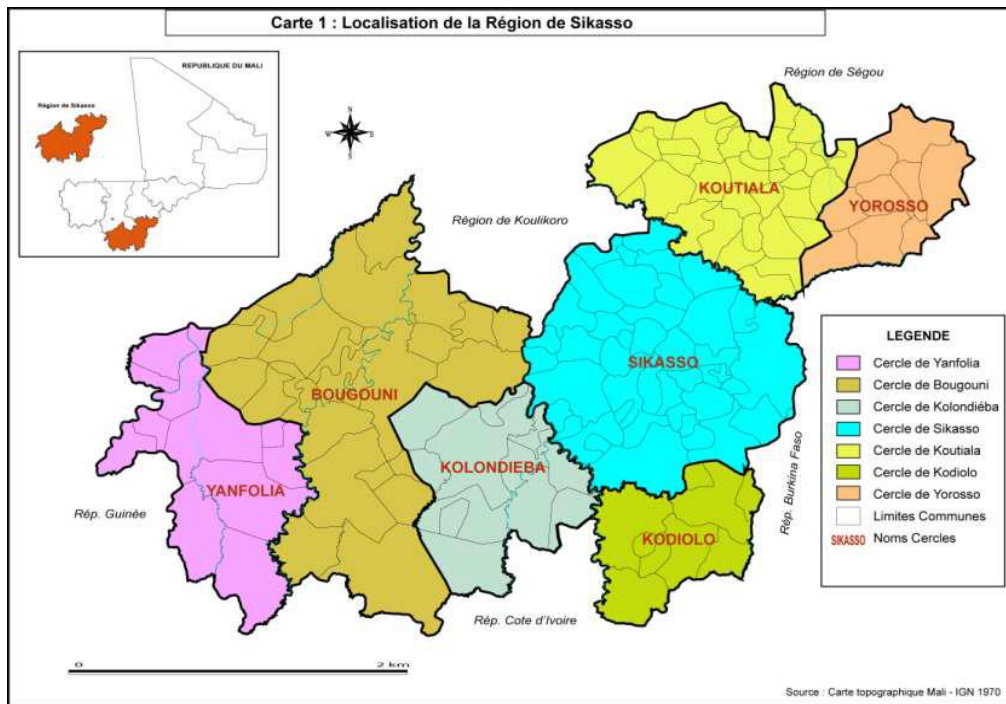 Carte 1 : Localisation de la Région de Sikasso
REPUBLIQUE DU MALI
Région de Sikasso
N
W
E
S
Région de Ségou
Région de Koulikoro
KOUTIALA
YOROSSO
SIKASSO
BOUGOUNI
KOLONDIEBA
YANFOLIA
KODIOLO
Rép. Guinée
Rép. Burkina Faso
Rép. Cote d'Ivoire
LEGENDE
Cercle de Yanfolia
Cercle de Bougouni
Cercle de Kolondiéba
Cercle de Sikasso
Cercle de Koutiala
Cercle de Kodiolo
Cercle de Yorosso
Limites Communes
SIKASSO Noms Cercles
0 2 km
Source : Carte topographique Mali - IGN 1970